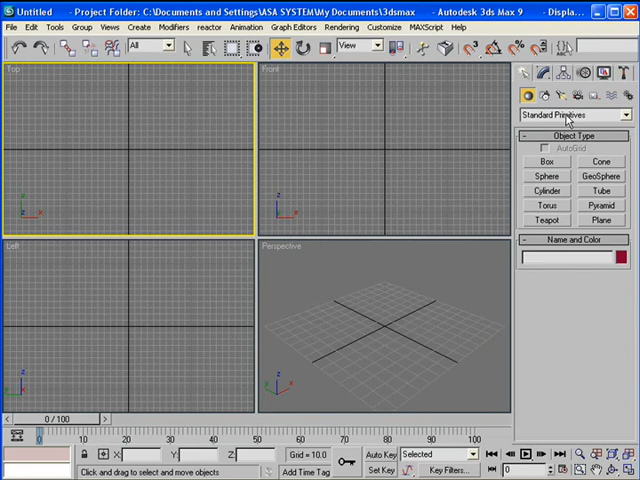 Untitled - Project Folder: C:\Documents and Settings\ASA SYSTEM\My Documents\3dsmax - Autodesk 3ds Max 9 - Displa...
File Edit Tools Group Views Create Modifiers reactor Animation Graph Editors Rendering Customize MAXScript Help
All
View
3
Top
Front
Standard Primitives
- Object Type
AutoGrid
Box Cone
Sphere GeoSphere
Cylinder Tube
Torus Pyramid
Teapot Plane
- Name and Color
y
z x
z
x
Left
Perspective
z
y
z
y x
< 0 / 100 >
0 10 20 30 40 50 60 70 80 90 100
X: Y: Z: Grid = 10.0 Auto Key Selected
Click and drag to select and move objects Add Time Tag Set Key Key Filters... 0